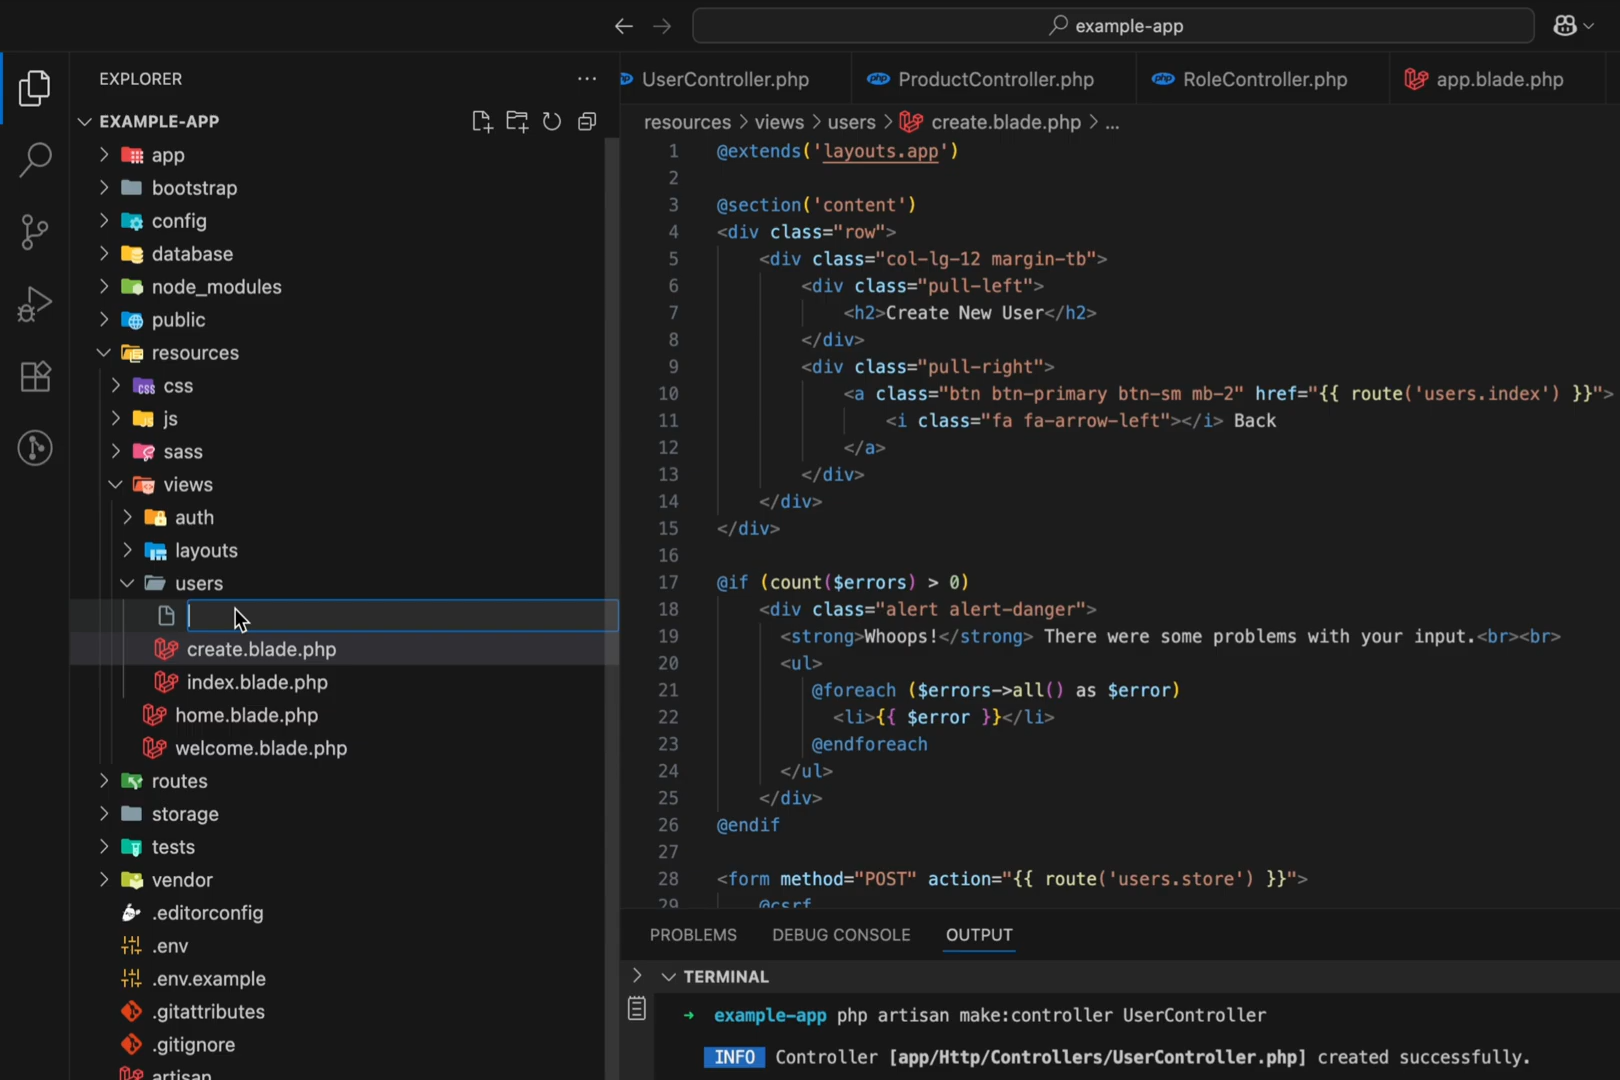 example-app
EXPLORER
EXAMPLE-APP
app
bootstrap
config
database
node_modules
public
resources
css
js
sass
views
auth
layouts
users
create.blade.php
index.blade.php
home.blade.php
welcome.blade.php
routes
storage
tests
vendor
.editorconfig
.env
.env.example
.gitattributes
.gitignore
artisan
UserController.php
ProductController.php
RoleController.php
app.blade.php
resources > views > users > create.blade.php > ...
1 @extends('layouts.app')
2
3 @section('content')
4 <div class="row">
5 <div class="col-lg-12 margin-tb">
6 <div class="pull-left">
7 <h2>Create New User</h2>
8 </div>
9 <div class="pull-right">
10 <a class="btn btn-primary btn-sm mb-2" href="{{ route('users.index') }}">
11 <i class="fa fa-arrow-left"></i> Back
12 </a>
13 </div>
14 </div>
15 </div>
16
17 @if (count($errors) > 0)
18 <div class="alert alert-danger">
19 <strong>Whoops!</strong> There were some problems with your input.<br><br>
20 <ul>
21 @foreach ($errors->all() as $error)
22 <li>{{ $error }}</li>
23 @endforeach
24 </ul>
25 </div>
26 @endif
27
28 <form method="POST" action="{{ route('users.store') }}">
29 @csrf
PROBLEMS DEBUG CONSOLE OUTPUT
TERMINAL
example-app php artisan make:controller UserController
INFO Controller [app/Http/Controllers/UserController.php] created successfully.